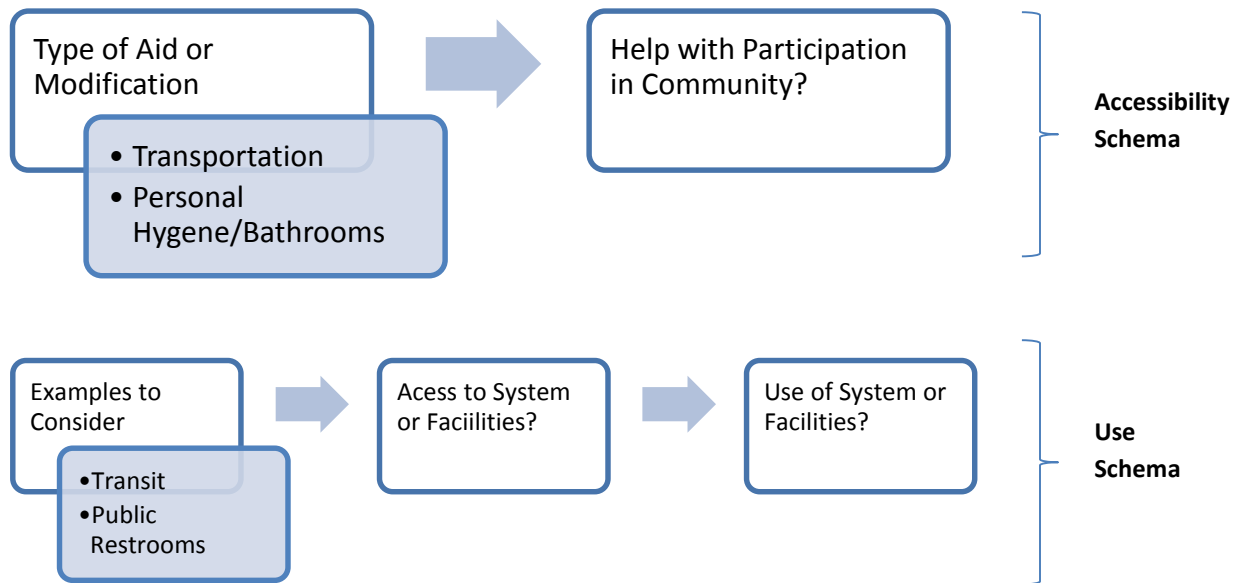 Type of Aid or
Modification
• Transportation
• Personal
Hygene/Bathrooms
Help with Participation
in Community?
Accessibility
Schema
Examples to
Consider
•Transit
•Public
Restrooms
Acess to System
or Faciilities?
Use of System or
Facilities?
Use
Schema